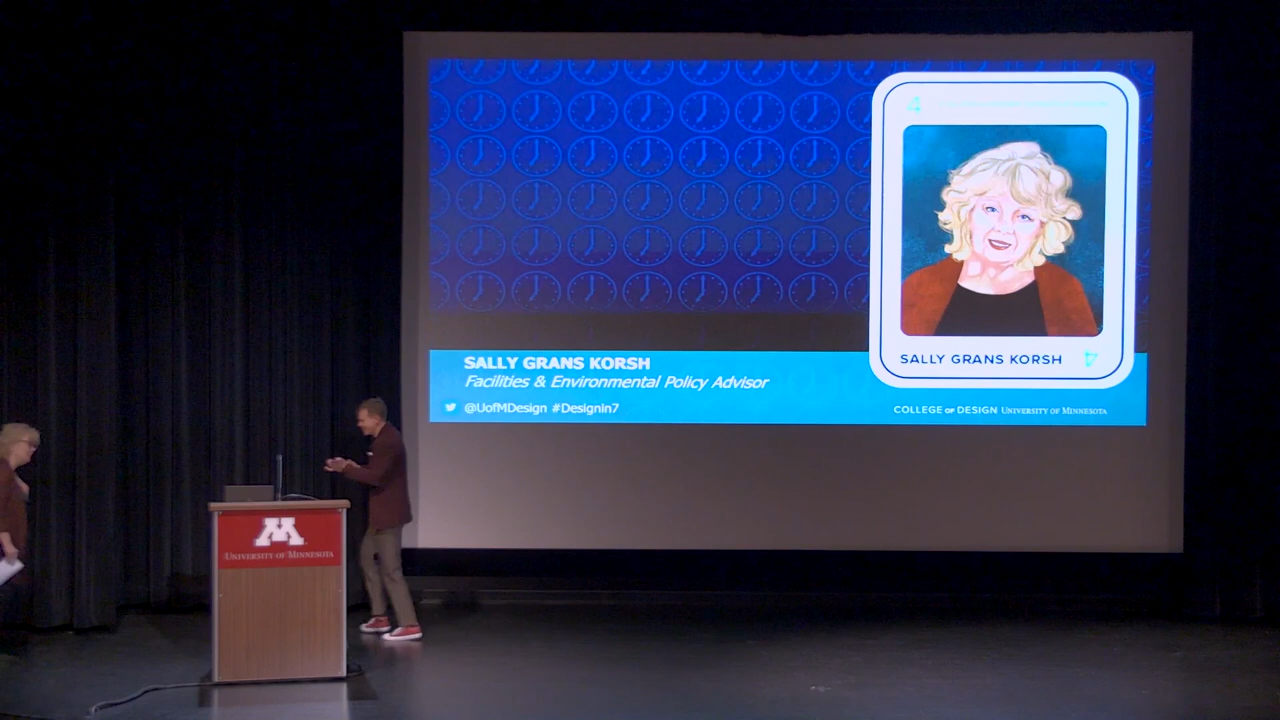 4
SALLY GRANS KORSH
SALLY GRANS KORSH
Facilities & Environmental Policy Advisor
@UofMDesign #DesignIn7
COLLEGE OF DESIGN UNIVERSITY OF MINNESOTA
M
UNIVERSITY OF MINNESOTA